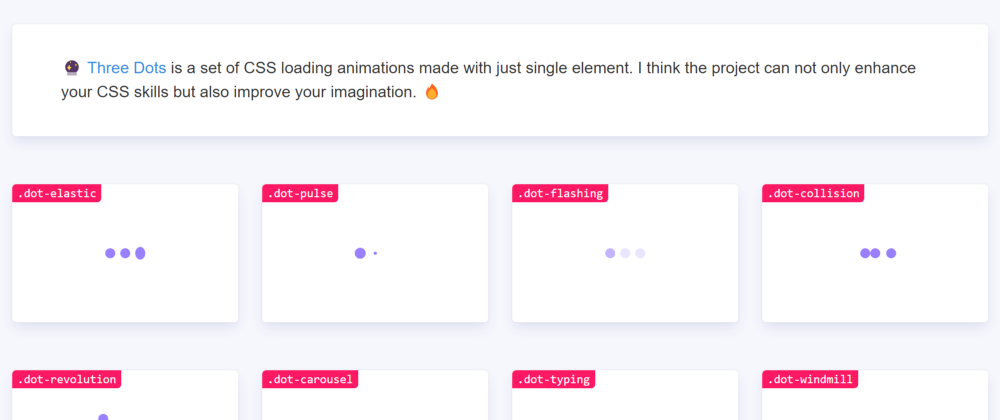 Three Dots is a set of CSS loading animations made with just single element. I think the project can not only enhance
your CSS skills but also improve your imagination.
.dot-elastic
.dot-pulse
.dot-flashing
.dot-collision
.dot-revolution
.dot-carousel
.dot-typing
.dot-windmill